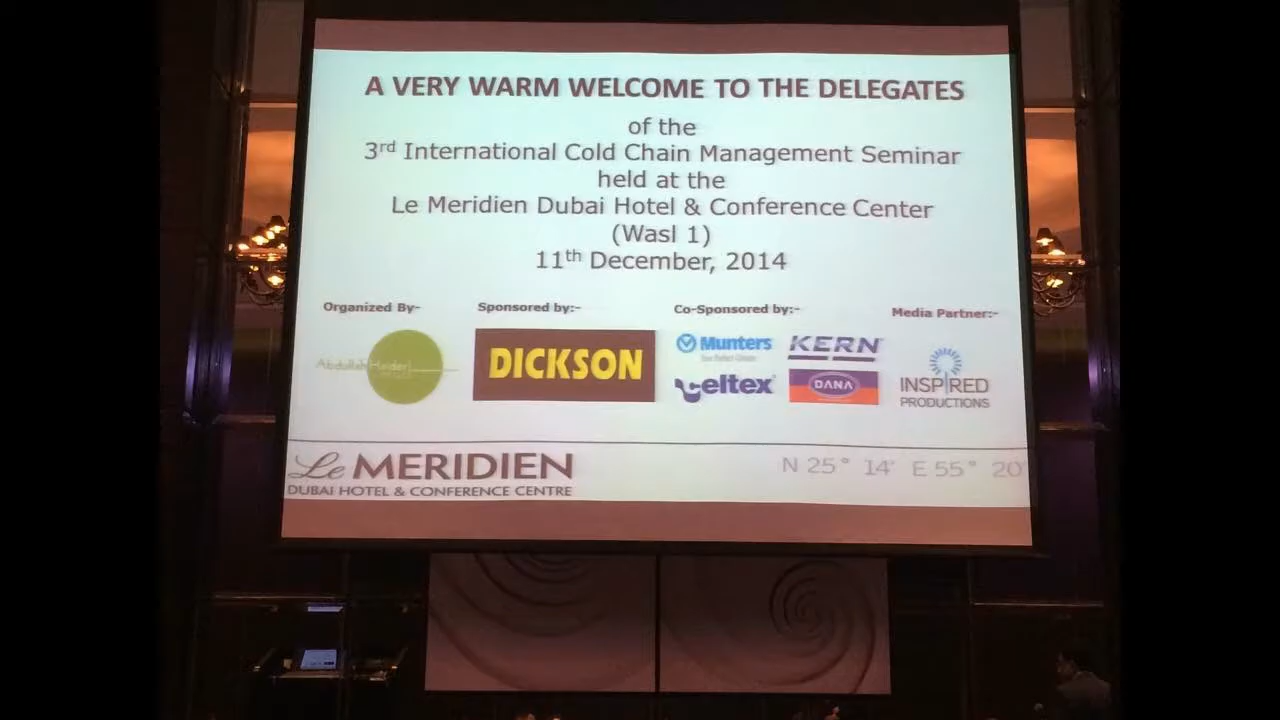 A VERY WARM WELCOME TO THE DELEGATES
of the
3rd International Cold Chain Management Seminar
held at the
Le Meridien Dubai Hotel & Conference Center
(Wasl 1)
11th December, 2014
Organized By-
Sponsored by:-
Co-Sponsored by:-
Media Partner:-
Abdullah Haider
DICKSON
Munters
KERN
eltex
DANA
INSPIRED
PRODUCTIONS
Le MERIDIEN
DUBAI HOTEL & CONFERENCE CENTRE
N 25° 14' E 55° 20'